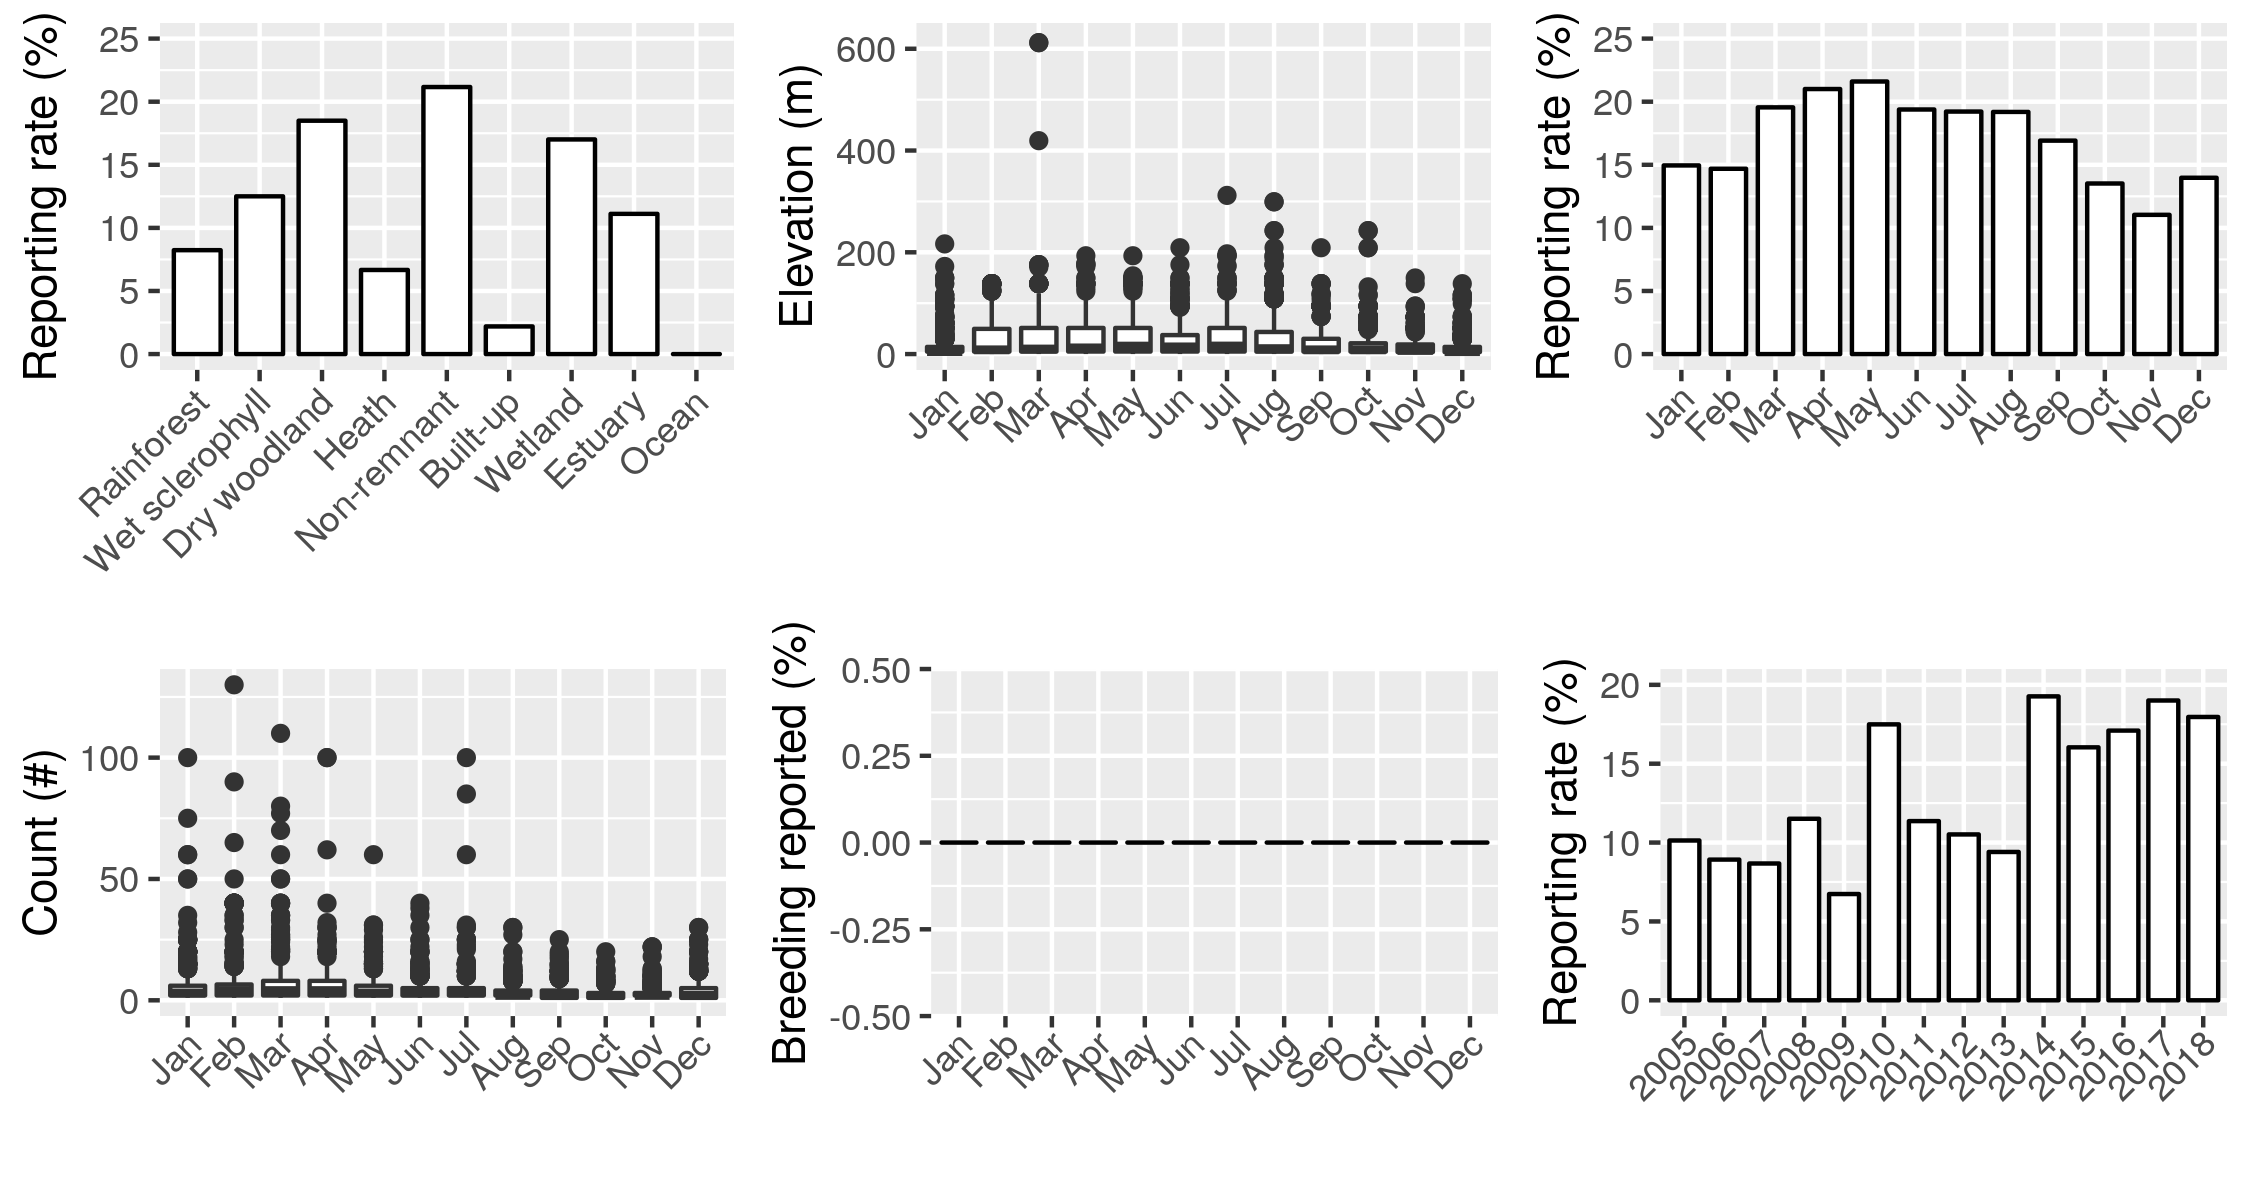 Reporting rate (%)
25
20
15
10
5
0
Rainforest
Wet sclerophyll
Dry woodland
Heath
Non-remnant
Built-up
Wetland
Estuary
Ocean
Elevation (m)
600
400
200
0
Jan
Feb
Mar
Apr
May
Jun
Jul
Aug
Sep
Oct
Nov
Dec
Reporting rate (%)
25
20
15
10
5
0
Jan
Feb
Mar
Apr
May
Jun
Jul
Aug
Sep
Oct
Nov
Dec
Count (#)
100
50
0
Jan
Feb
Mar
Apr
May
Jun
Jul
Aug
Sep
Oct
Nov
Dec
Breeding reported (%)
0.50
0.25
0.00
-0.25
-0.50
Jan
Feb
Mar
Apr
May
Jun
Jul
Aug
Sep
Oct
Nov
Dec
Reporting rate (%)
20
15
10
5
0
2005
2006
2007
2008
2009
2010
2011
2012
2013
2014
2015
2016
2017
2018